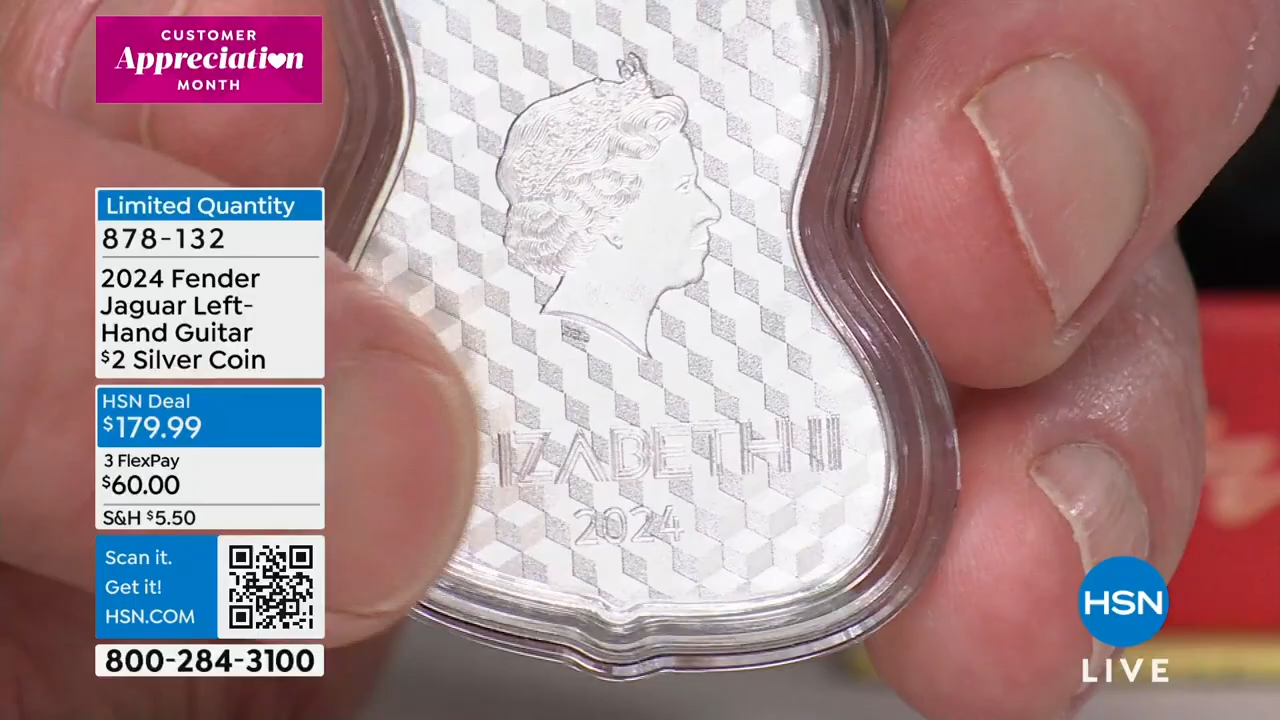 CUSTOMER
Appreciation
MONTH
Limited Quantity
878-132
2024 Fender
Jaguar Left-
Hand Guitar
$2 Silver Coin
HSN Deal
$179.99
3 FlexPay
$60.00
S&H $5.50
Scan it.
Get it!
HSN.COM
800-284-3100
IZABETH II
2024
HSN
LIVE